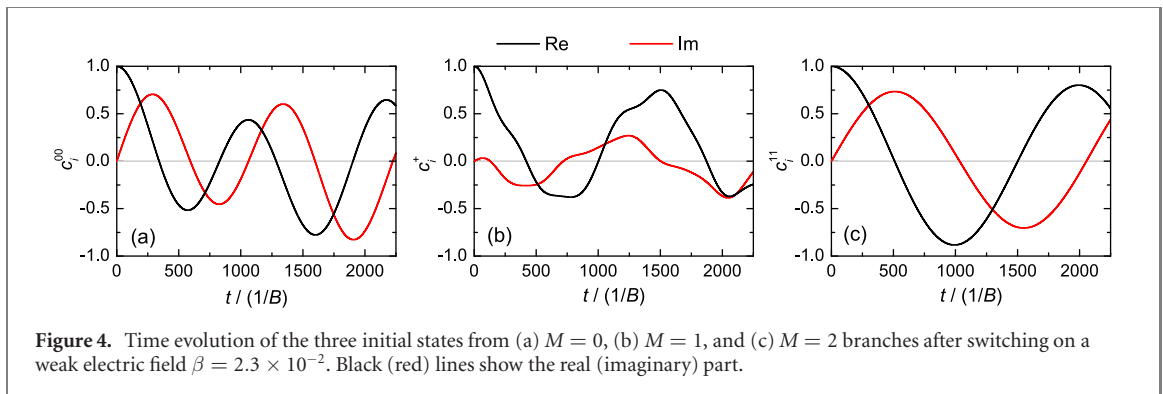 Re Im
1.0 0.5 0.0 -0.5 -1.0
c_i^{00}
(a)
0 500 1000 1500 2000
t / (1/B)
1.0 0.5 0.0 -0.5 -1.0
c_i^{+}
(b)
0 500 1000 1500 2000
t / (1/B)
1.0 0.5 0.0 -0.5 -1.0
c_i^{11}
(c)
0 500 1000 1500 2000
t / (1/B)
Figure 4. Time evolution of the three initial states from (a) M = 0, (b) M = 1, and (c) M = 2 branches after switching on a
weak electric field β = 2.3 × 10⁻². Black (red) lines show the real (imaginary) part.